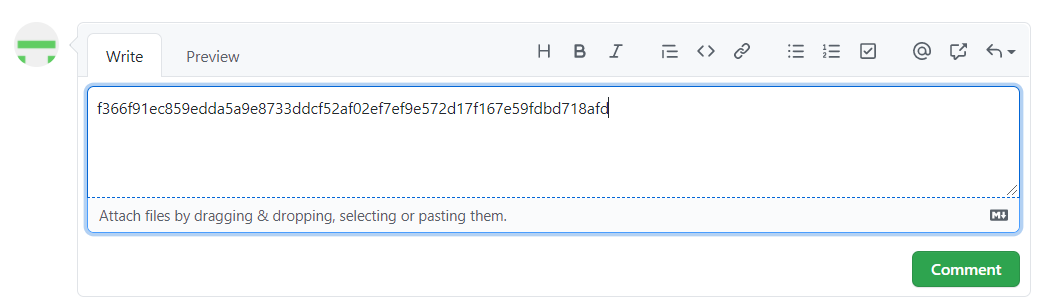 Write Preview
f366f91ec859edda5a9e8733ddcf52af02ef7ef9e572d17f167e59fdbd718afd
Attach files by dragging & dropping, selecting or pasting them.
Comment